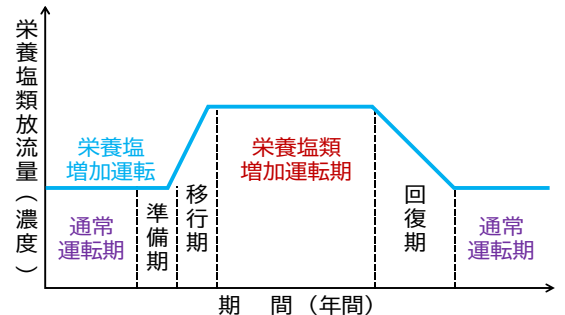 栄養塩類放流量（濃度）
栄養塩
増加運転
栄養塩類
増加運転期
通常
運転期
準備期
移行期
回復期
通常
運転期
期　間（年間）